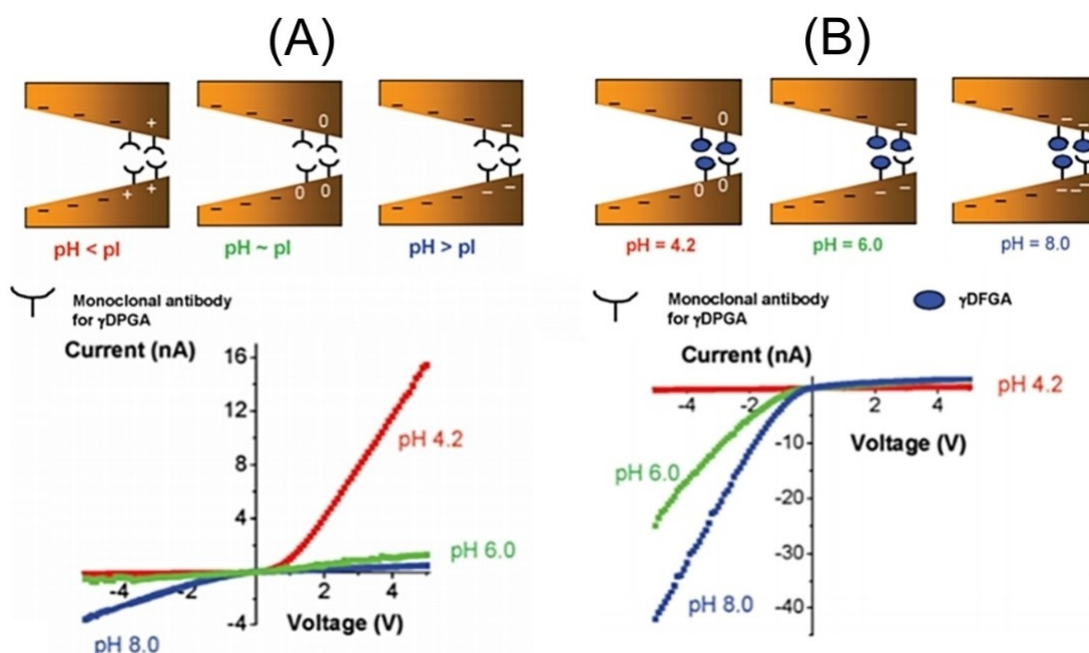 (A)
(B)
pH < pI
pH ~ pI
pH > pI
pH = 4.2
pH = 6.0
pH = 8.0
Monoclonal antibody
for γDPGA
Monoclonal antibody
for γDPGA
γDFGA
Current (nA)
16
12
8
4
-4
-4
-2
2
4
Voltage (V)
pH 4.2
pH 6.0
pH 8.0
Current (nA)
-4
-2
2
4
-10
-20
-30
-40
Voltage (V)
pH 4.2
pH 6.0
pH 8.0